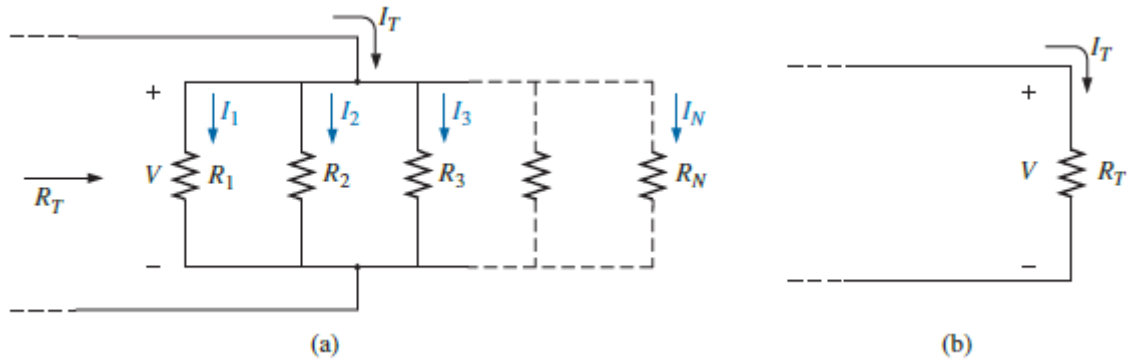 I_T
I_T
+ I_1 I_2 I_3 I_N
+
V R_1 R_2 R_3 R_N
V R_T
R_T
−
−
(a)
(b)